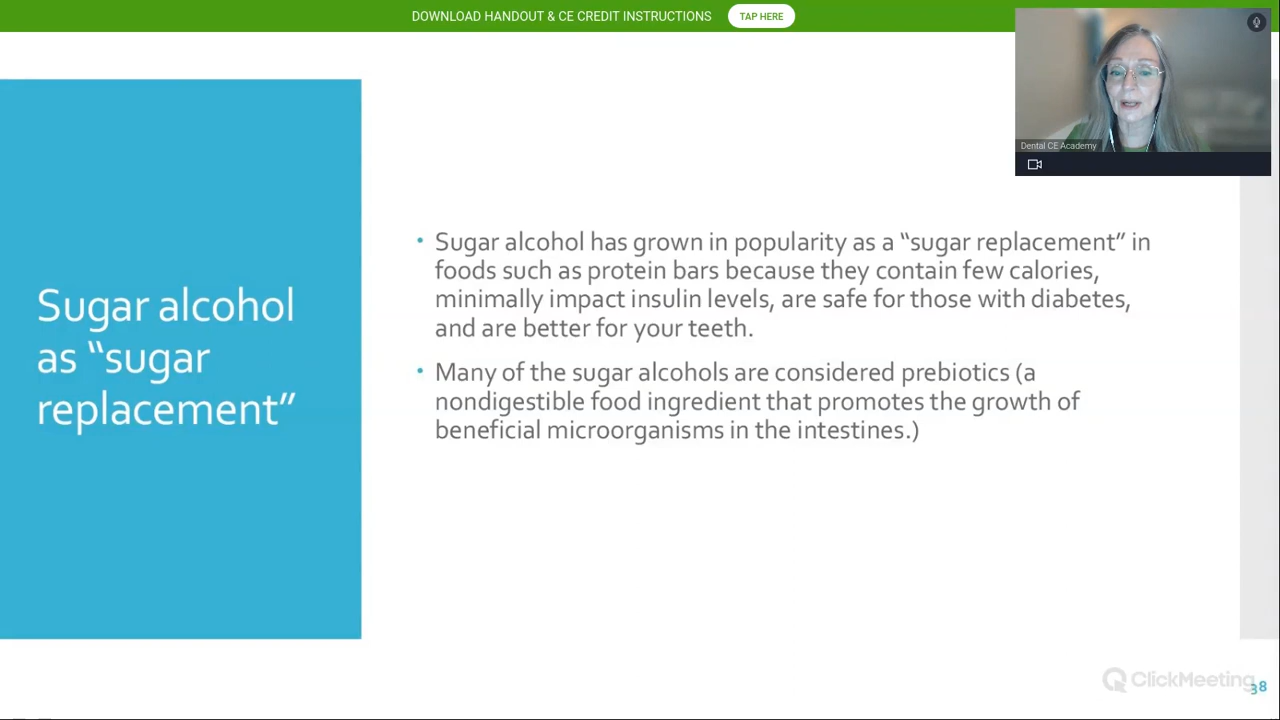 DOWNLOAD HANDOUT & CE CREDIT INSTRUCTIONS
TAP HERE
Dental CE Academy
Sugar alcohol
as “sugar
replacement”
• Sugar alcohol has grown in popularity as a “sugar replacement” in
foods such as protein bars because they contain few calories,
minimally impact insulin levels, are safe for those with diabetes,
and are better for your teeth.
• Many of the sugar alcohols are considered prebiotics (a
nondigestible food ingredient that promotes the growth of
beneficial microorganisms in the intestines.)
ClickMeeting
38